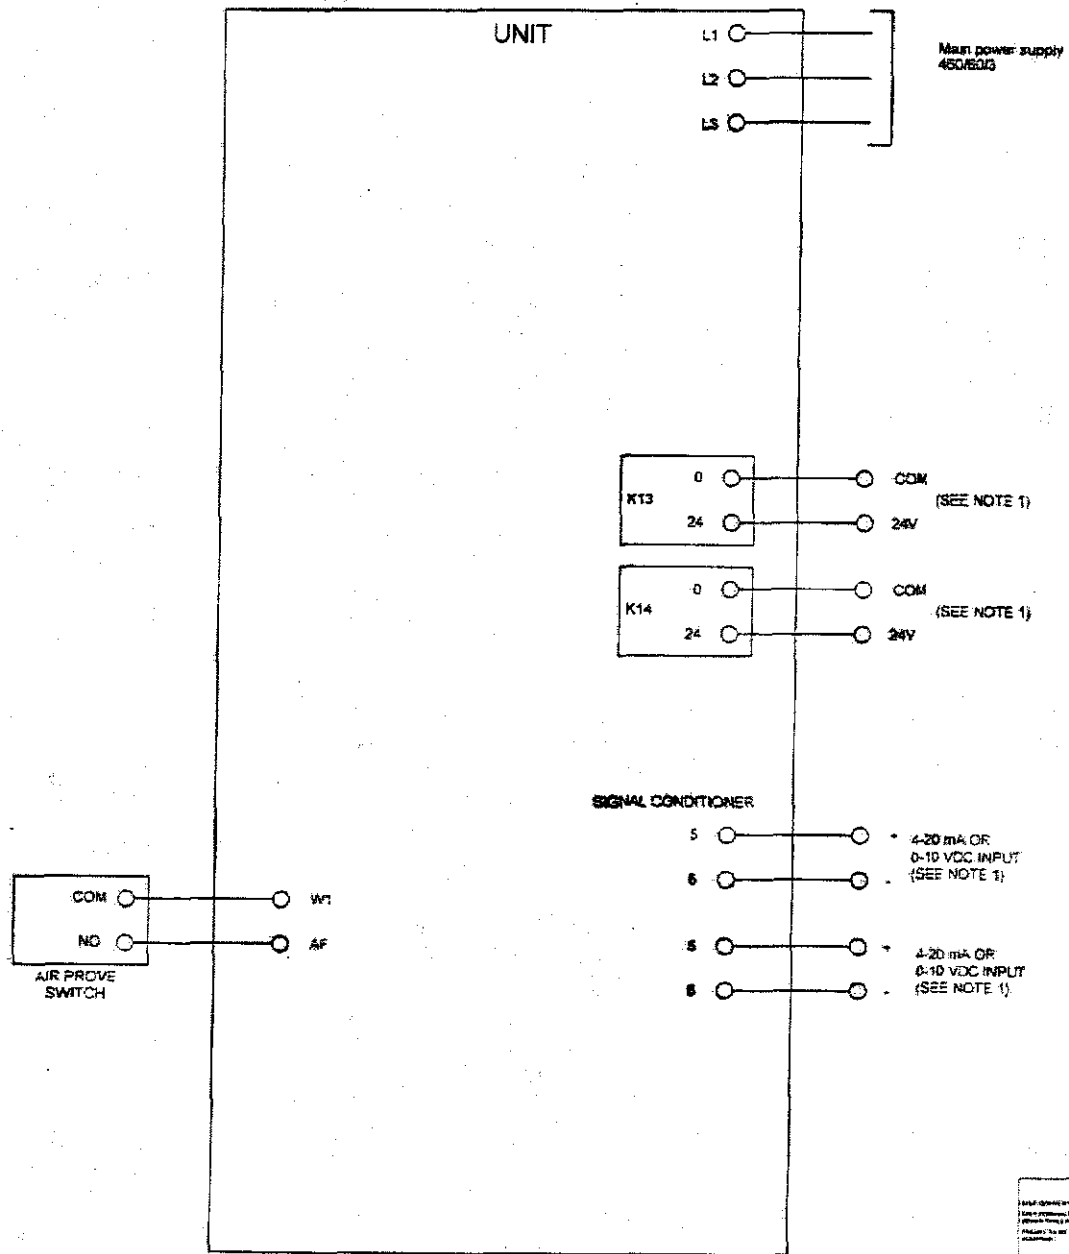 UNIT
L1
L2
L3
Main power supply
460/60/3
K13
0
24
COM
24V
(SEE NOTE 1)
K14
0
24
COM
24V
(SEE NOTE 1)
SIGNAL CONDITIONER
5
6
+
-
4-20 mA OR
0-10 VDC INPUT
(SEE NOTE 1)
5
6
+
-
4-20 mA OR
0-10 VDC INPUT
(SEE NOTE 1)
COM
NO
AIR PROVE
SWITCH
W1
AF